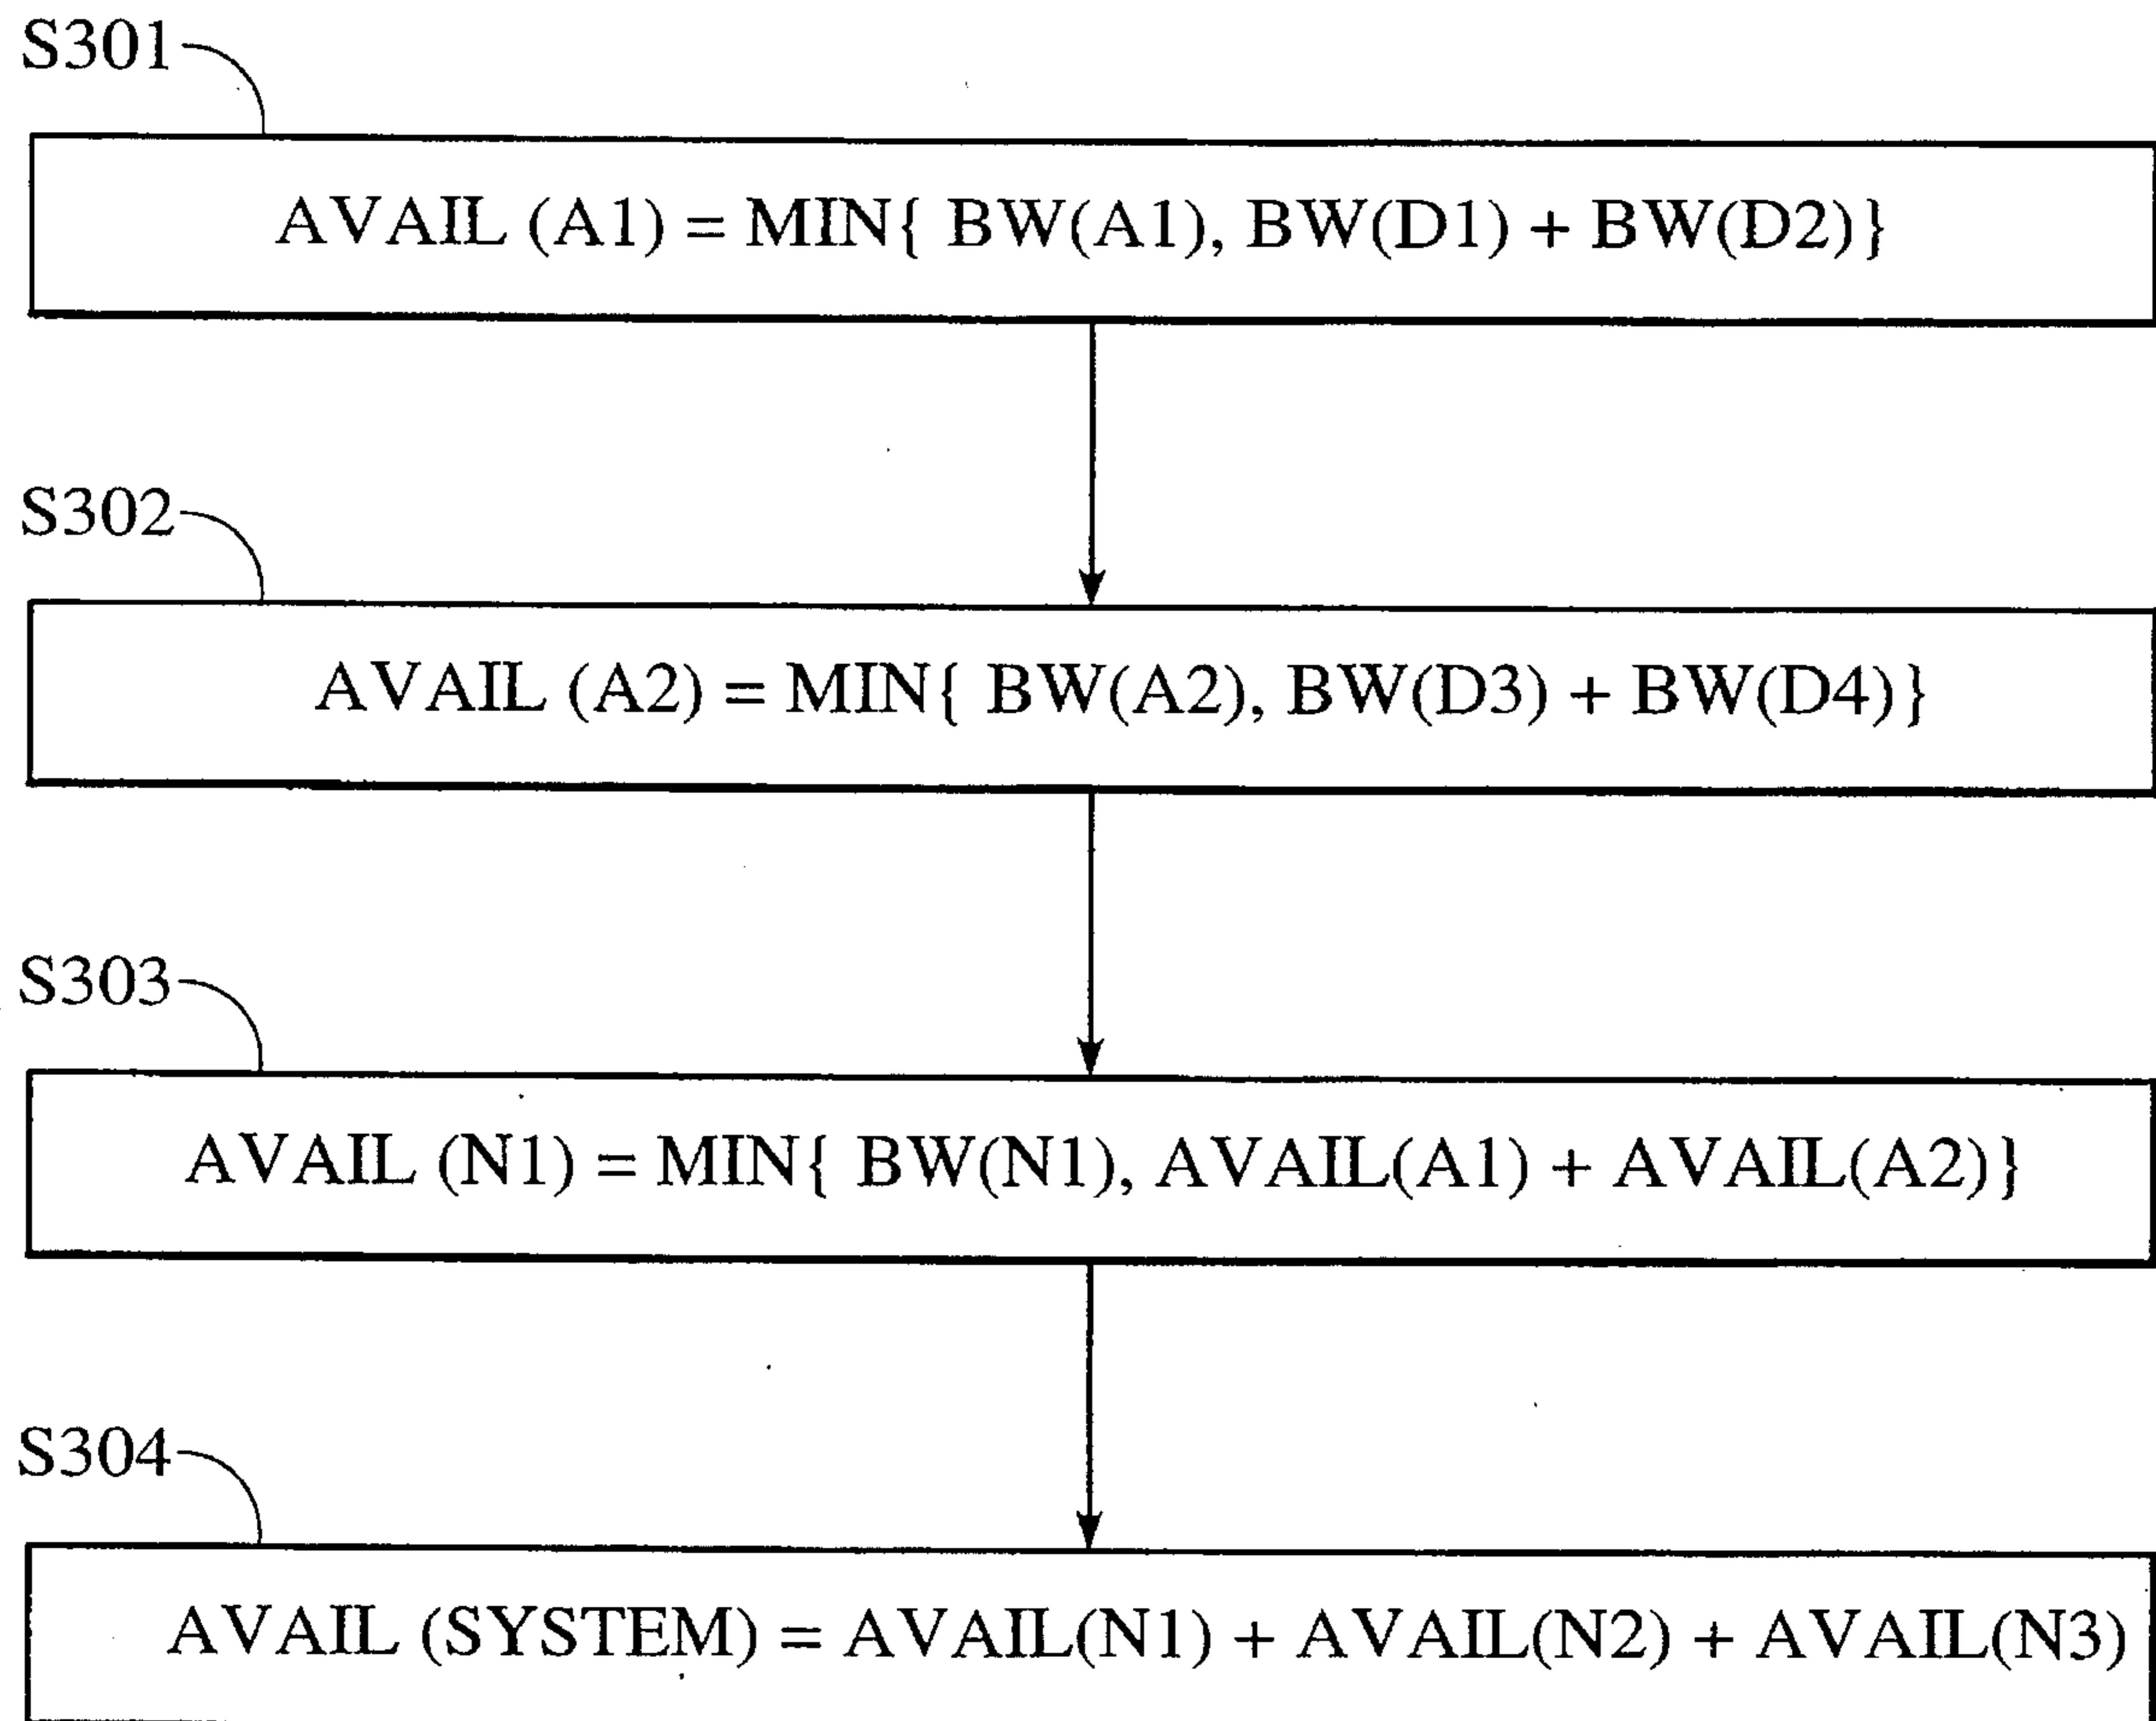 S301
AVAIL (A1) = MIN{ BW(A1), BW(D1) + BW(D2)}
S302
AVAIL (A2) = MIN{ BW(A2), BW(D3) + BW(D4)}
S303
AVAIL (N1) = MIN{ BW(N1), AVAIL(A1) + AVAIL(A2)}
S304
AVAIL (SYSTEM) = AVAIL(N1) + AVAIL(N2) + AVAIL(N3)